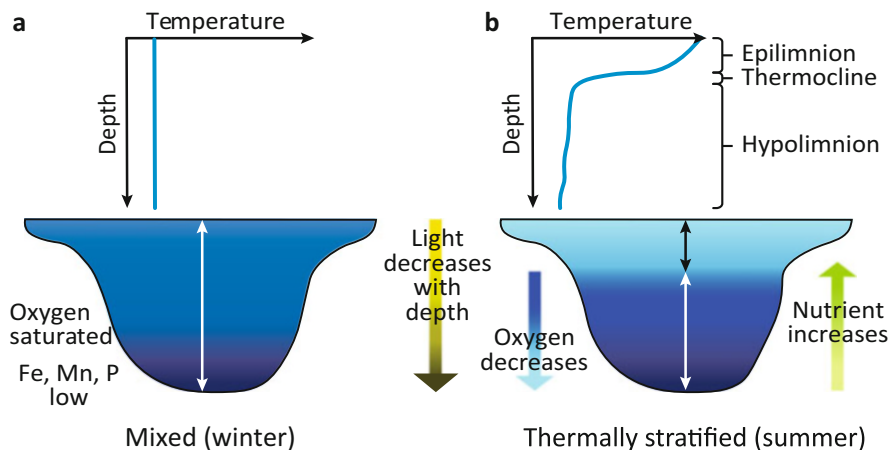 a
Temperature
Depth
Oxygen
saturated
Fe, Mn, P
low
Mixed (winter)
Light
decreases
with
depth
b
Temperature
Depth
Epilimnion
Thermocline
Hypolimnion
Oxygen
decreases
Nutrient
increases
Thermally stratified (summer)